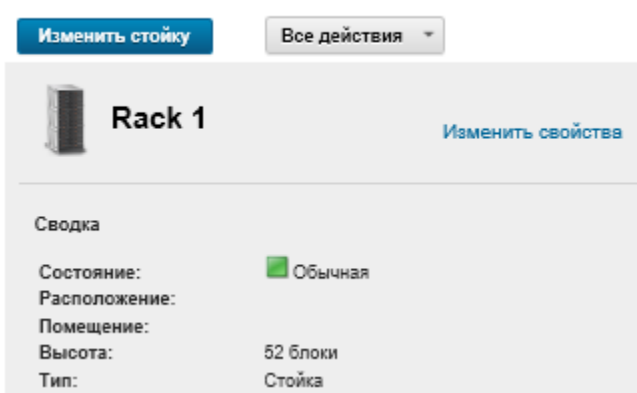 Изменить стойку Все действия
Rack 1
Изменить свойства
Сводка
Состояние: Обычная
Расположение:
Помещение:
Высота: 52 блоки
Тип: Стойка